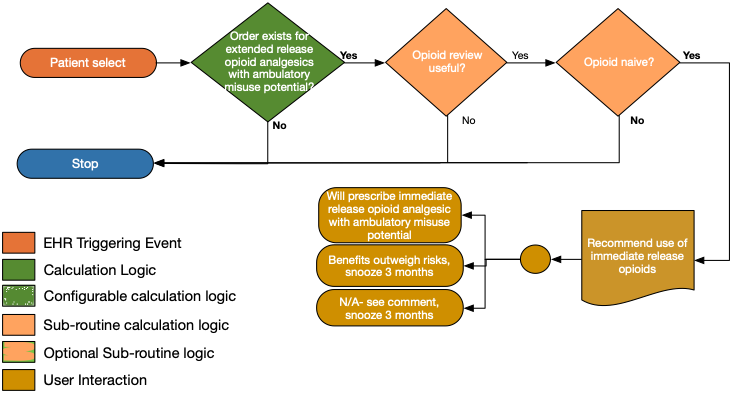 Patient select
Order exists for
extended release
opioid analgesics
with ambulatory
misuse potential?
Yes
Opioid review
useful?
Yes
Opioid naive?
Yes
No
No
No
Stop
Will prescribe immediate
release opioid analgesic
with ambulatory misuse
potential
Benefits outweigh risks,
snooze 3 months
N/A- see comment,
snooze 3 months
Recommend use of
immediate release
opioids
EHR Triggering Event
Calculation Logic
Configurable calculation logic
Sub-routine calculation logic
Optional Sub-routine logic
User Interaction